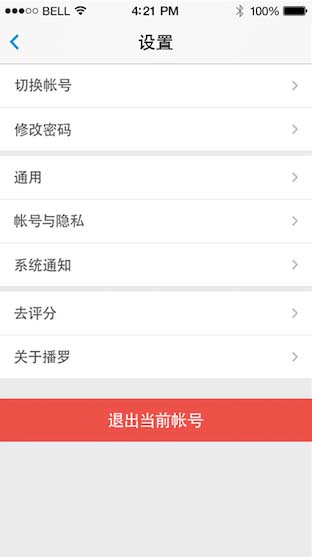 BELL 4:21 PM 100%
设置
切换帐号
修改密码
通用
帐号与隐私
系统通知
去评分
关于播罗
退出当前帐号